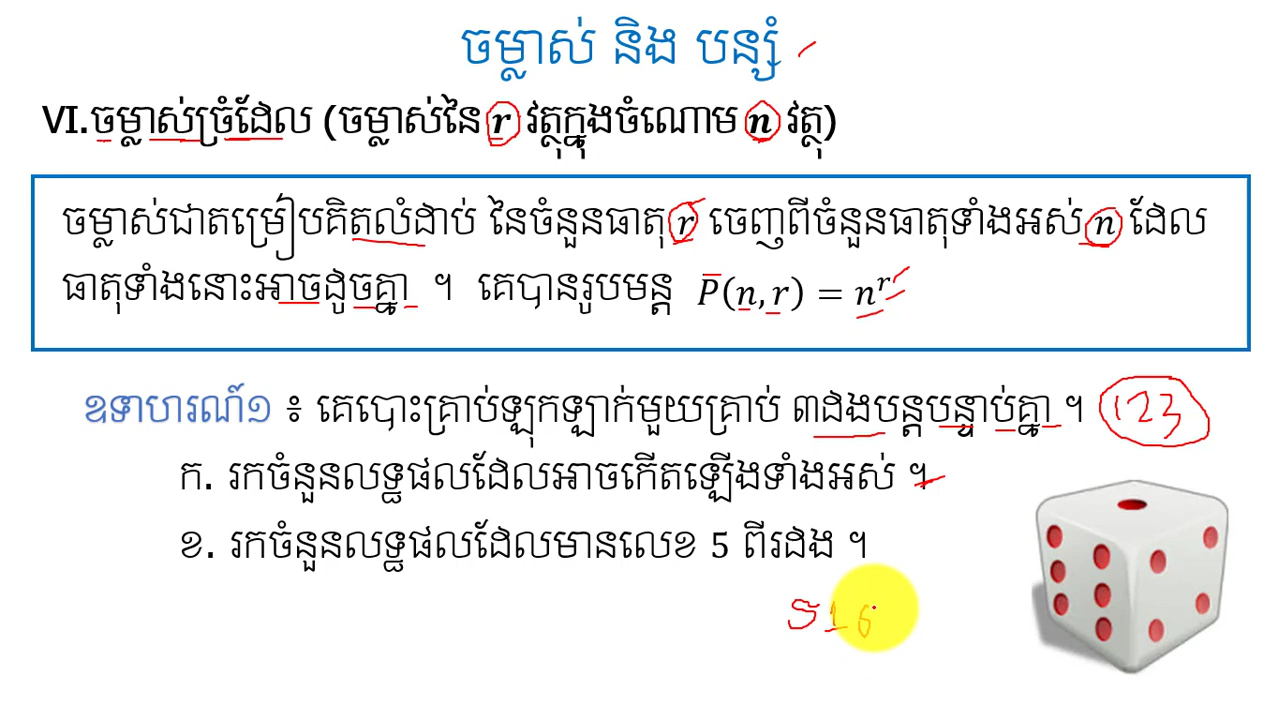 ចម្លាស់ និង បន្សំ
VI.ចម្លាស់ច្រំដែល (ចម្លាស់នៃ r វត្ថុក្នុងចំណោម n វត្ថុ)
ចម្លាស់ជាតម្រៀបគិតលំដាប់ នៃចំនួនធាតុ r ចេញពីចំនួនធាតុទាំងអស់ n ដែល
ធាតុទាំងនោះអាចដូចគ្នា ។ គេបានរូបមន្ត P̅(n,r) = nʳ
ឧទាហរណ៍១ ៖ គេបោះគ្រាប់ឡុកឡាក់មួយគ្រាប់ ៣ដងបន្តបន្ទាប់គ្នា ។ 123
ក. រកចំនួនលទ្ធផលដែលអាចកើតឡើងទាំងអស់ ។
ខ. រកចំនួនលទ្ធផលដែលមានលេខ 5 ពីរដង ។
516